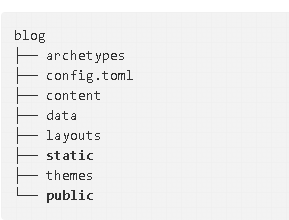 blog
├── archetypes
├── config.toml
├── content
├── data
├── layouts
├── static
├── themes
└── public